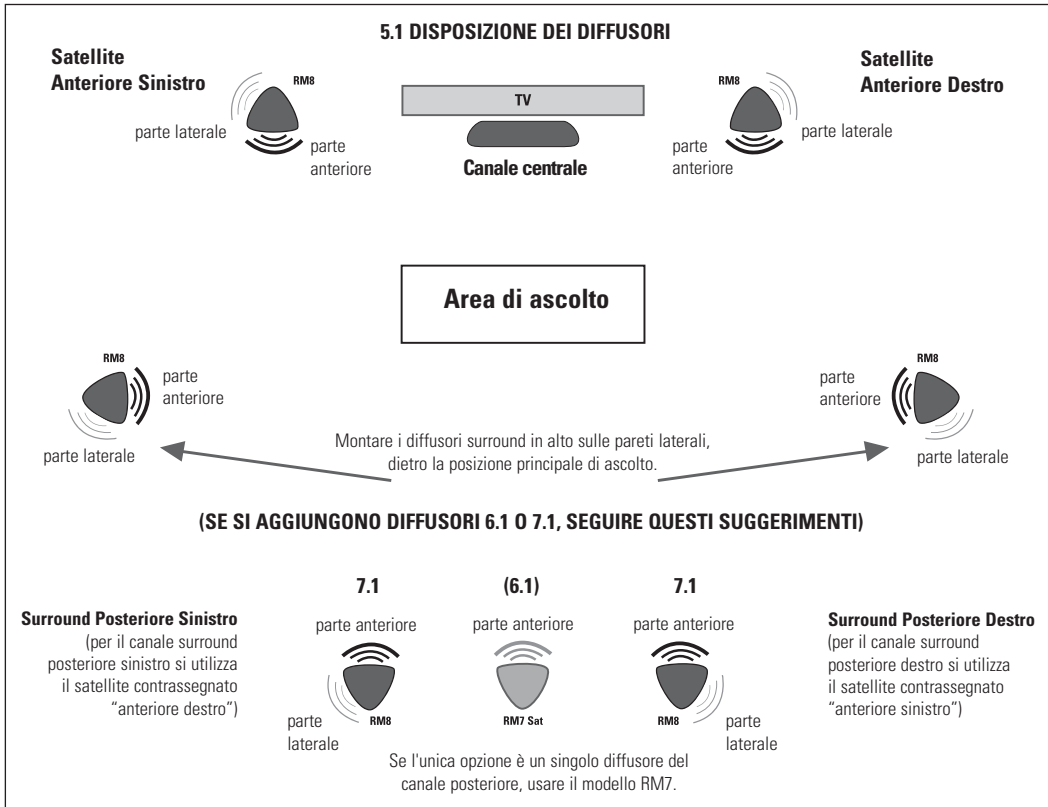 5.1 DISPOSIZIONE DEI DIFFUSORI
Satellite
Anteriore Sinistro
RM8
parte laterale
parte
anteriore
TV
Canale centrale
RM8
Satellite
Anteriore Destro
parte laterale
parte
anteriore
Area di ascolto
RM8
parte
anteriore
parte laterale
RM8
parte
anteriore
parte laterale
Montare i diffusori surround in alto sulle pareti laterali,
dietro la posizione principale di ascolto.
(SE SI AGGIUNGONO DIFFUSORI 6.1 O 7.1, SEGUIRE QUESTI SUGGERIMENTI)
Surround Posteriore Sinistro
(per il canale surround
posteriore sinistro si utilizza
il satellite contrassegnato
“anteriore destro”)
7.1
parte anteriore
parte
laterale
RM8
(6.1)
parte anteriore
RM7 Sat
7.1
parte anteriore
RM8
parte
laterale
Surround Posteriore Destro
(per il canale surround
posteriore destro si utilizza
il satellite contrassegnato
“anteriore sinistro”)
Se l'unica opzione è un singolo diffusore del
canale posteriore, usare il modello RM7.